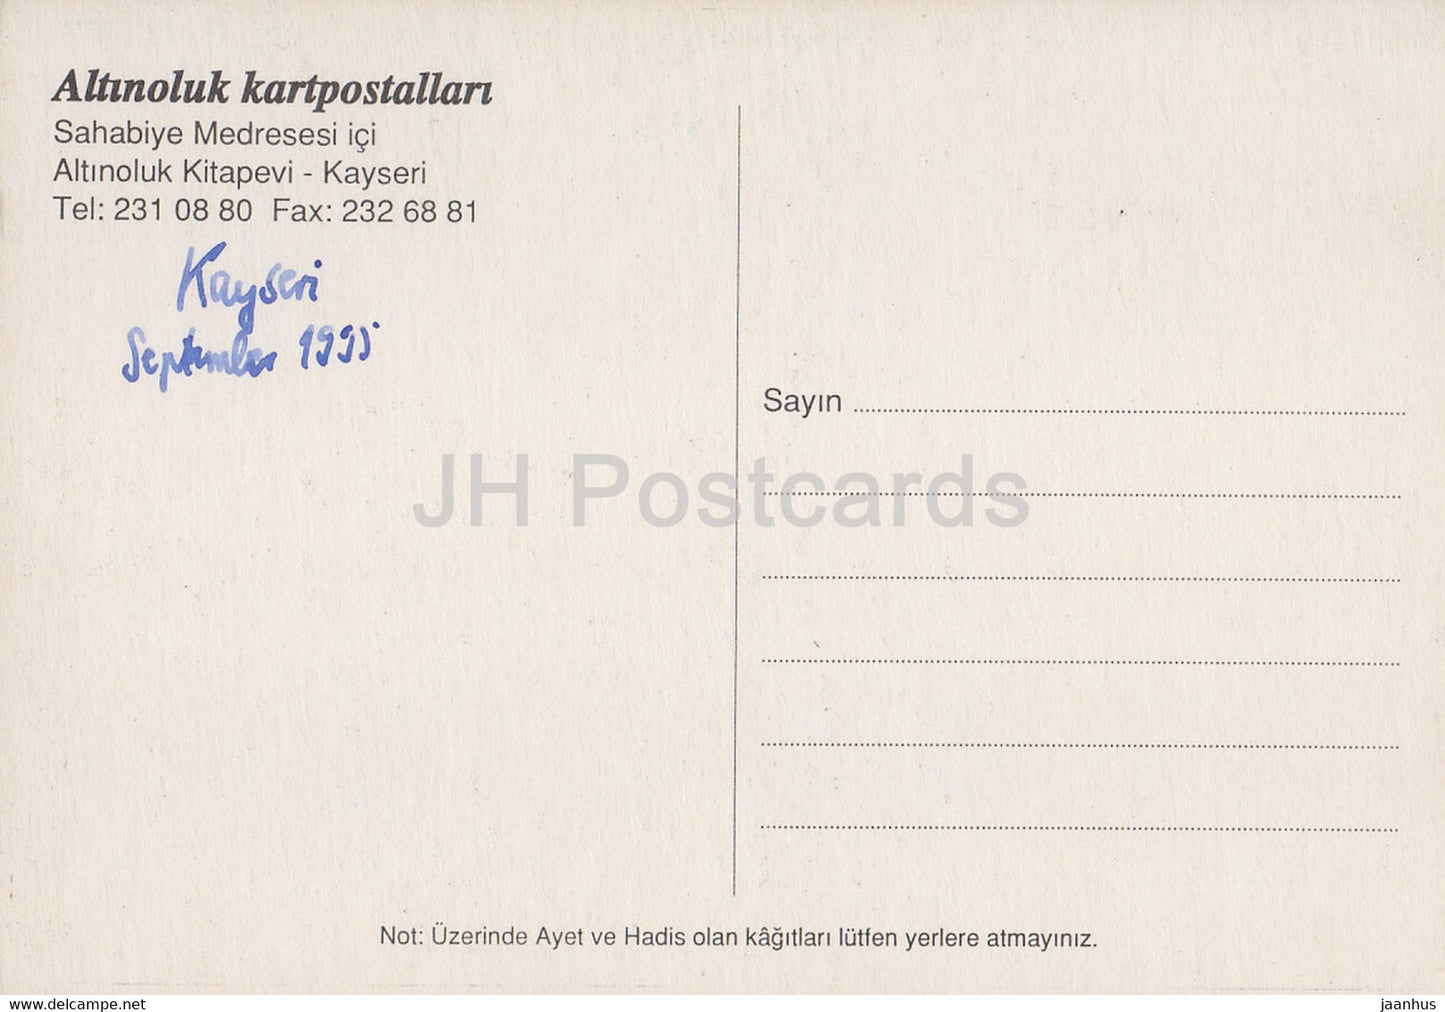 Altınoluk kartpostalları
Sahabiye Medresesi içi
Altınoluk Kitapevi - Kayseri
Tel: 231 08 80 Fax: 232 68 81
Kayseri
September 1995
Sayın
JH Postcards
Not: Üzerinde Ayet ve Hadis olan kâğıtları lütfen yerlere atmayınız.
www.delcampe.net
jaanhus